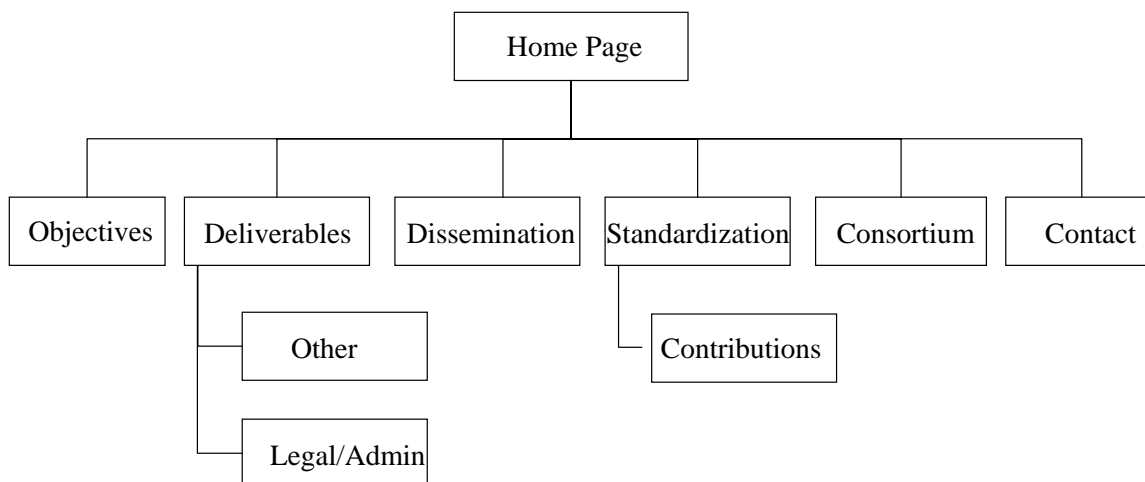 Home Page
Objectives
Deliverables
Dissemination
Standardization
Consortium
Contact
Other
Contributions
Legal/Admin